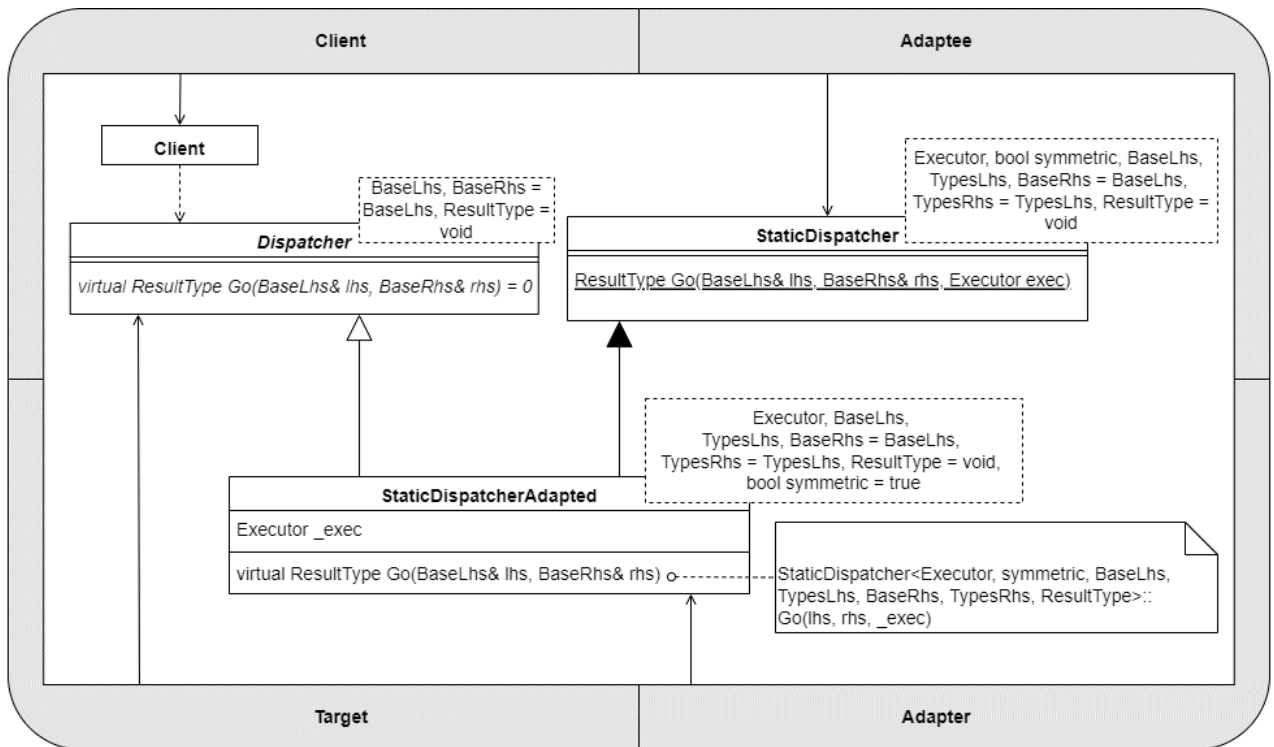 Client
Adaptee
Client
BaseLhs, BaseRhs =
BaseLhs, ResultType =
void
Dispatcher
virtual ResultType Go(BaseLhs& lhs, BaseRhs& rhs) = 0
Executor, bool symmetric, BaseLhs,
TypesLhs, BaseRhs = BaseLhs,
TypesRhs = TypesLhs, ResultType =
void
StaticDispatcher
ResultType Go(BaseLhs& lhs, BaseRhs& rhs, Executor exec)
Executor, BaseLhs,
TypesLhs, BaseRhs = BaseLhs,
TypesRhs = TypesLhs, ResultType = void,
bool symmetric = true
StaticDispatcherAdapted
Executor _exec
virtual ResultType Go(BaseLhs& lhs, BaseRhs& rhs)
StaticDispatcher<Executor, symmetric, BaseLhs,
TypesLhs, BaseRhs, TypesRhs, ResultType>::
Go(lhs, rhs, _exec)
Target
Adapter